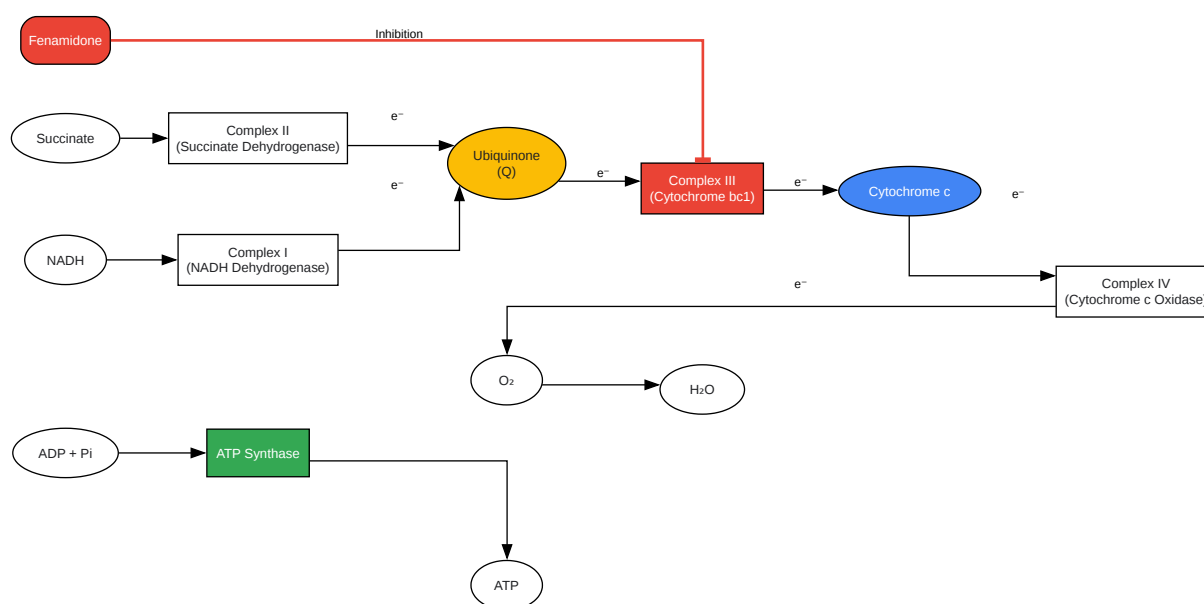 Fenamidone
Inhibition
Succinate
Complex II
(Succinate Dehydrogenase)
e⁻
Ubiquinone
(Q)
e⁻
e⁻
Complex III
(Cytochrome bc1)
e⁻
Cytochrome c
e⁻
NADH
Complex I
(NADH Dehydrogenase)
Complex IV
(Cytochrome c Oxidase)
e⁻
O₂
H₂O
ADP + Pi
ATP Synthase
ATP